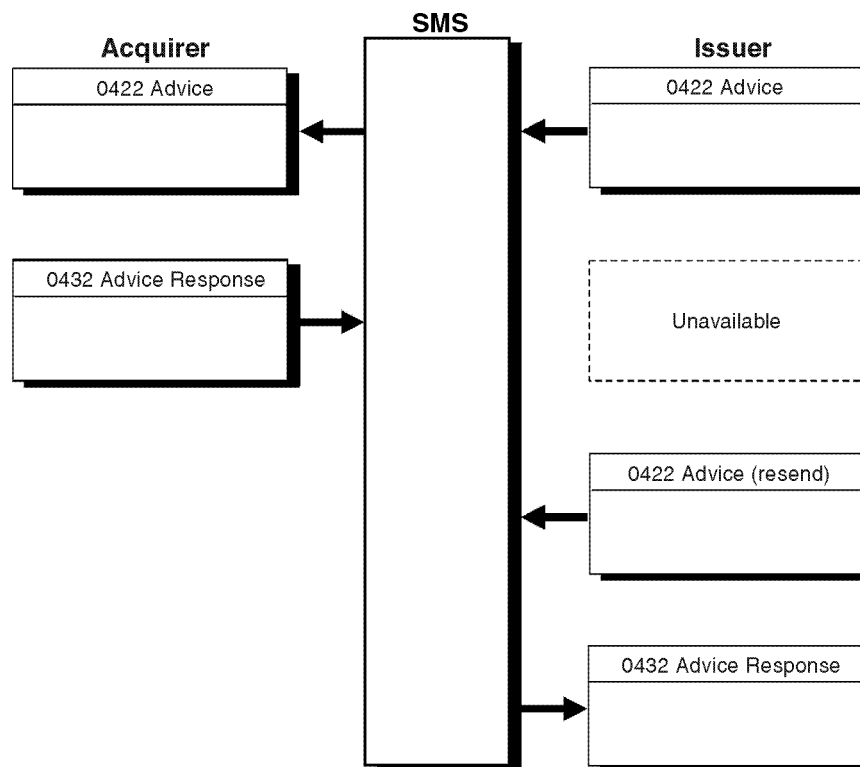 SMS
Acquirer
Issuer
0422 Advice
0422 Advice
0432 Advice Response
Unavailable
0422 Advice (resend)
0432 Advice Response